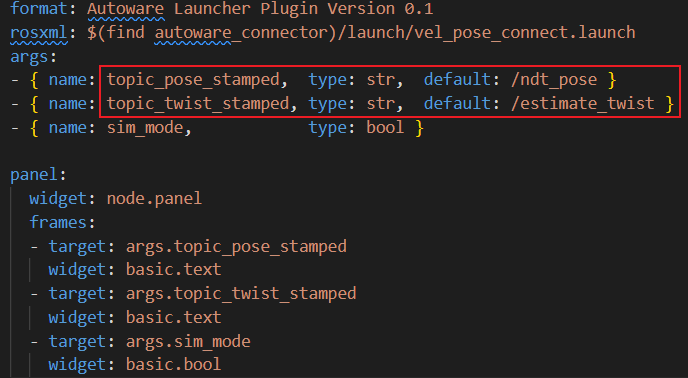 format: Autoware Launcher Plugin Version 0.1
rosxml: $(find autoware_connector)/launch/vel_pose_connect.launch
args:
- { name: topic_pose_stamped,  type: str,  default: /ndt_pose }
- { name: topic_twist_stamped, type: str,  default: /estimate_twist }
- { name: sim_mode,            type: bool }

panel:
  widget: node.panel
  frames:
  - target: args.topic_pose_stamped
    widget: basic.text
  - target: args.topic_twist_stamped
    widget: basic.text
  - target: args.sim_mode
    widget: basic.bool